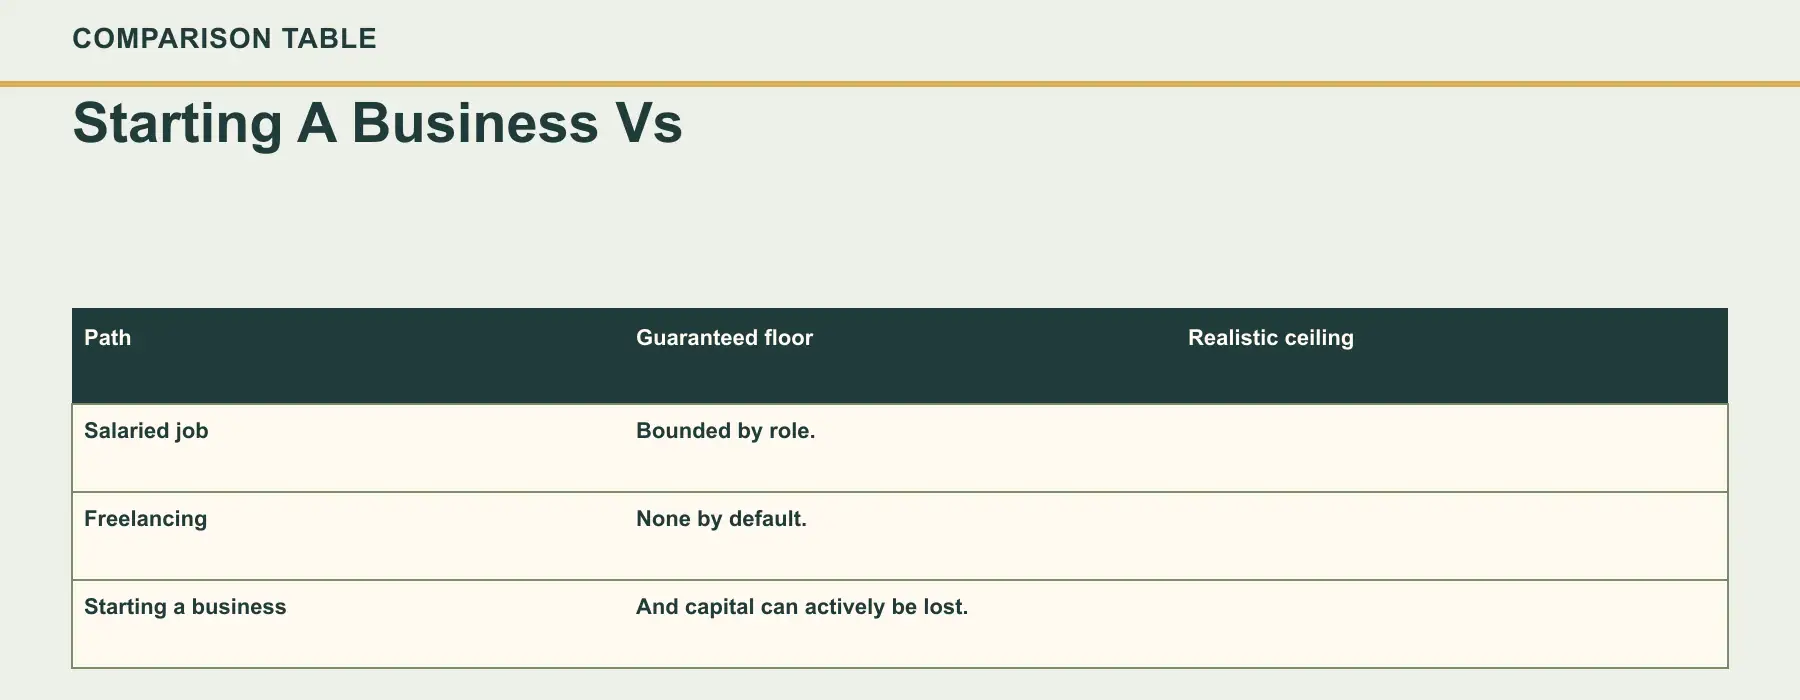 COMPARISON TABLE
Starting A Business Vs
Path Guaranteed floor Realistic ceiling
Salaried job Bounded by role.
Freelancing None by default.
Starting a business And capital can actively be lost.